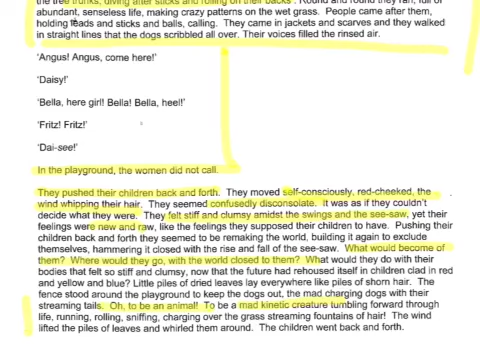 the tree trunks, diving after sticks and rolling on their backs. Round and round they ran, full of
abundant, senseless life, making crazy patterns on the wet grass. People came after them,
holding leads and sticks and balls, calling. They came in jackets and scarves and they walked
in straight lines that the dogs scribbled all over. Their voices filled the rinsed air.
'Angus! Angus, come here!'
'Daisy!'
'Bella, here girl! Bella! Bella, heel!'
'Fritz! Fritz!'
'Dai-see!'
In the playground, the women did not call.
They pushed their children back and forth. They moved self-consciously, red-cheeked, the
wind whipping their hair. They seemed confusedly disconsolate. It was as if they couldn't
decide what they were. They felt stiff and clumsy amidst the swings and the see-saw, yet their
feelings were new and raw, like the feelings they supposed their children to have. Pushing their
children back and forth they seemed to be remaking the world, building it again to exclude
themselves, hammering it closed with the rise and fall of the see-saw. What would become of
them? Where would they go, with the world closed to them? What would they do with their
bodies that felt so stiff and clumsy, now that the future had rehoused itself in children clad in red
and yellow and blue? Little piles of dried leaves lay everywhere like piles of shorn hair. The
fence stood around the playground to keep the dogs out, the mad charging dogs with their
streaming tails. Oh, to be an animal! To be a mad kinetic creature tumbling forward through
life, running, rolling, sniffing, charging over the grass streaming fountains of hair! The wind
lifted the piles of leaves and whirled them around. The children went back and forth.